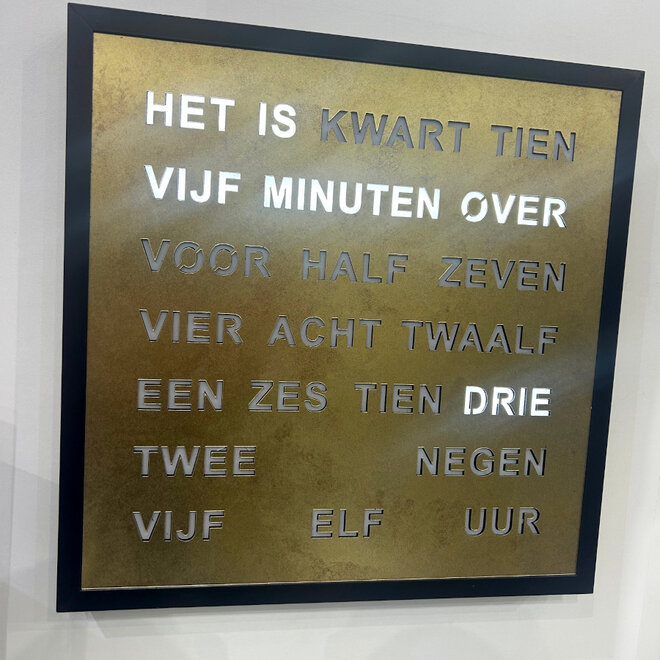 HET IS KWART TIEN
VIJF MINUTEN OVER
VOOR HALF ZEVEN
VIER ACHT TWAALF
EEN ZES TIEN DRIE
TWEE NEGEN
VIJF ELF UUR